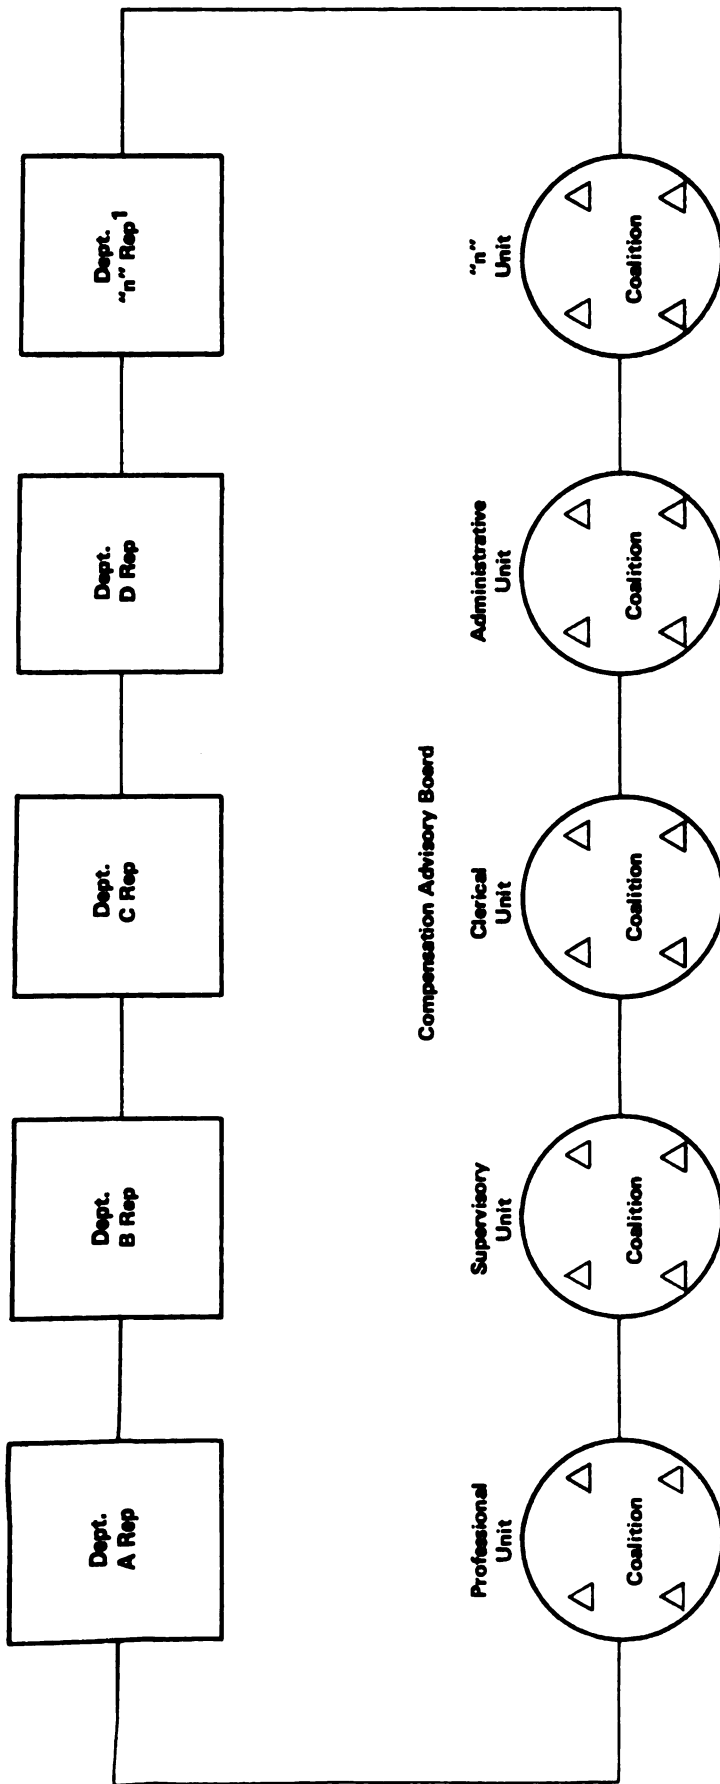 Dept.
A Rep
Dept.
B Rep
Dept.
C Rep
Dept.
D Rep
Dept.
"n" Rep1
Compensation Advisory Board
Professional
Unit
Supervisory
Unit
Clerical
Unit
Administrative
Unit
"n"
Unit
Coalition
Coalition
Coalition
Coalition
Coalition